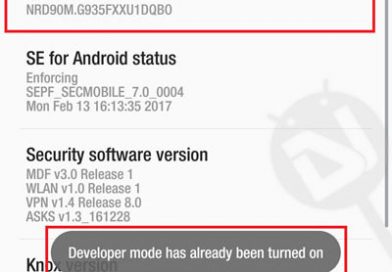 NRD90M.G935FXXU1DQB0
SE for Android status
Enforcing
SEPF_SECMOBILE_7.0_0004
Mon Feb 13 16:13:35 2017
Security software version
MDF v3.0 Release 1
WLAN v1.0 Release 1
VPN v1.4 Release 8.0
ASKS v1.3_161228
Developer mode has already been turned on
Knox version